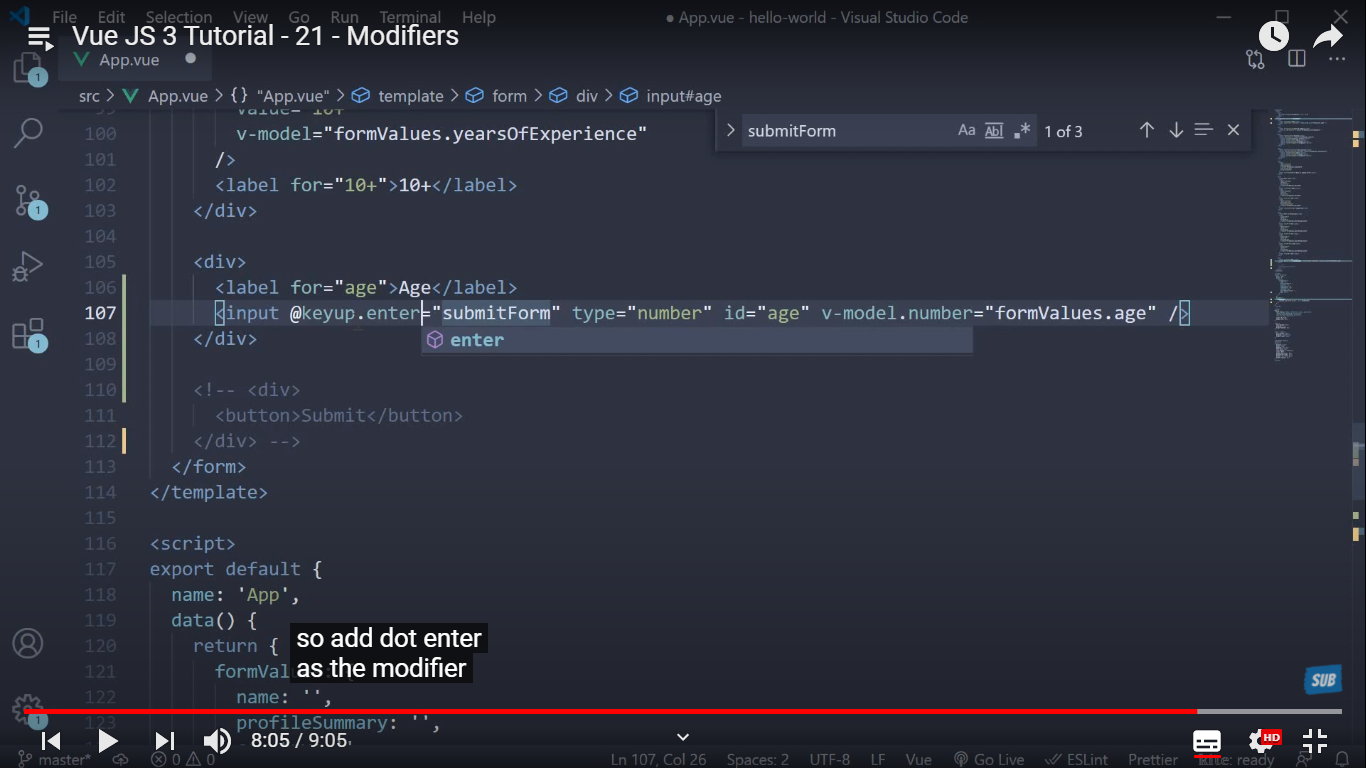 File Edit Selection View Go Run Terminal Help
● App.vue - hello-world - Visual Studio Code
Vue JS 3 Tutorial - 21 - Modifiers
App.vue
1
src > App.vue > {} "App.vue" > template > form > div > input#age
submitForm Aa Abl .* 1 of 3
100 v-model="formValues.yearsOfExperience"
101 />
102 <label for="10+">10+</label>
103 </div>
104
105 <div>
106 <label for="age">Age</label>
107 <input @keyup.enter="submitForm" type="number" id="age" v-model.number="formValues.age" />
enter
108 </div>
109
110 <!-- <div>
111 <button>Submit</button>
112 </div> -->
113 </form>
114 </template>
115
116 <script>
117 export default {
118 name: 'App',
119 data() {
120 return {
121 formVal
122 name: '',
123 profileSummary: '',
1
1
1
1
so add dot enter
as the modifier
SUB
8:05 / 9:05
HD
master* 0 0 Ln 107, Col 26 Spaces: 2 UTF-8 LF Vue Go Live ESLint Prettier ready